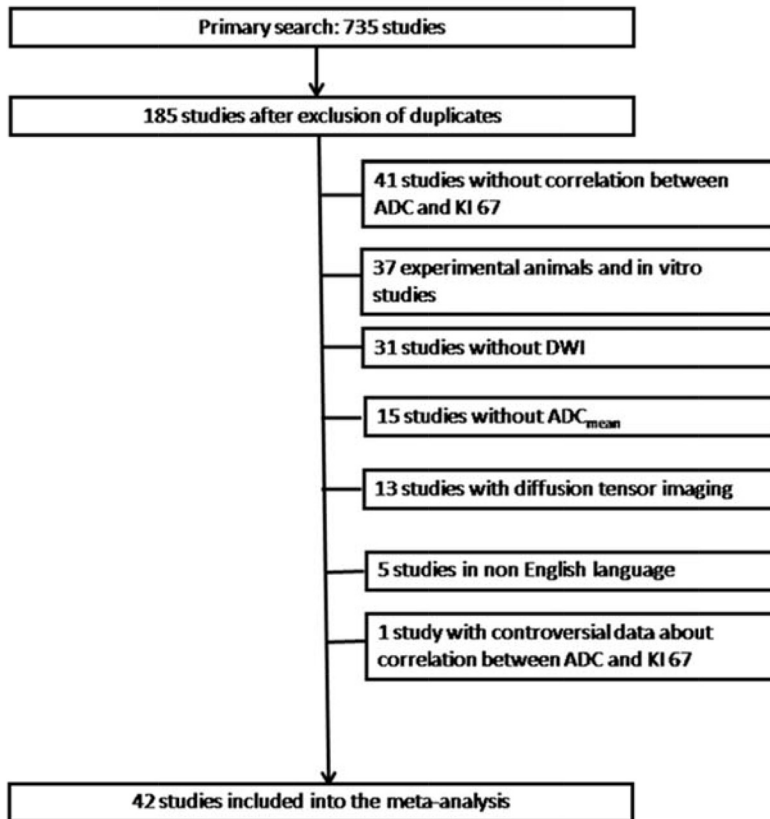 Primary search: 735 studies
185 studies after exclusion of duplicates
41 studies without correlation between
ADC and KI 67
37 experimental animals and in vitro
studies
31 studies without DWI
15 studies without ADCmean
13 studies with diffusion tensor imaging
5 studies in non English language
1 study with controversial data about
correlation between ADC and KI 67
42 studies included into the meta-analysis